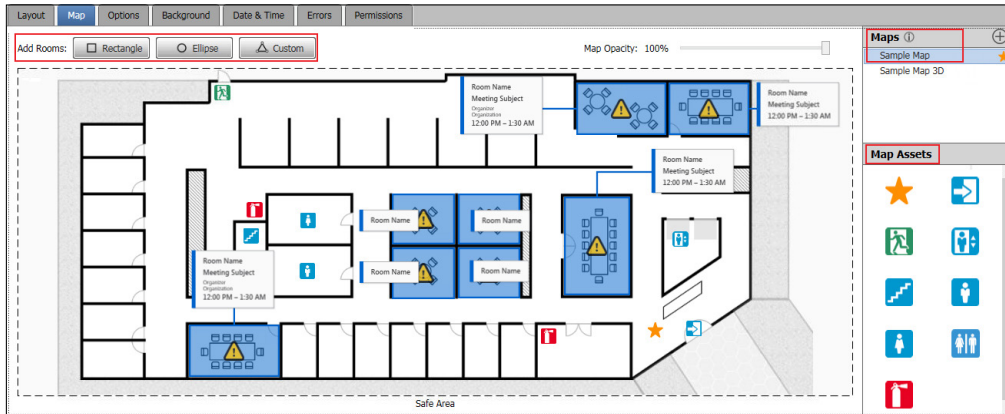 Layout Map Options Background Date & Time Errors Permissions
Add Rooms: Rectangle Ellipse Custom
Map Opacity: 100%
Room Name
Meeting Subject
Organizer
Organization
12:00 PM – 1:30 AM
Room Name
Meeting Subject
12:00 PM – 1:30 AM
Room Name
Meeting Subject
12:00 PM – 1:30 AM
Room Name
Room Name
Room Name
Room Name
Room Name
Meeting Subject
Organizer
Organization
12:00 PM – 1:30 AM
Safe Area
Maps
Sample Map
Sample Map 3D
Map Assets